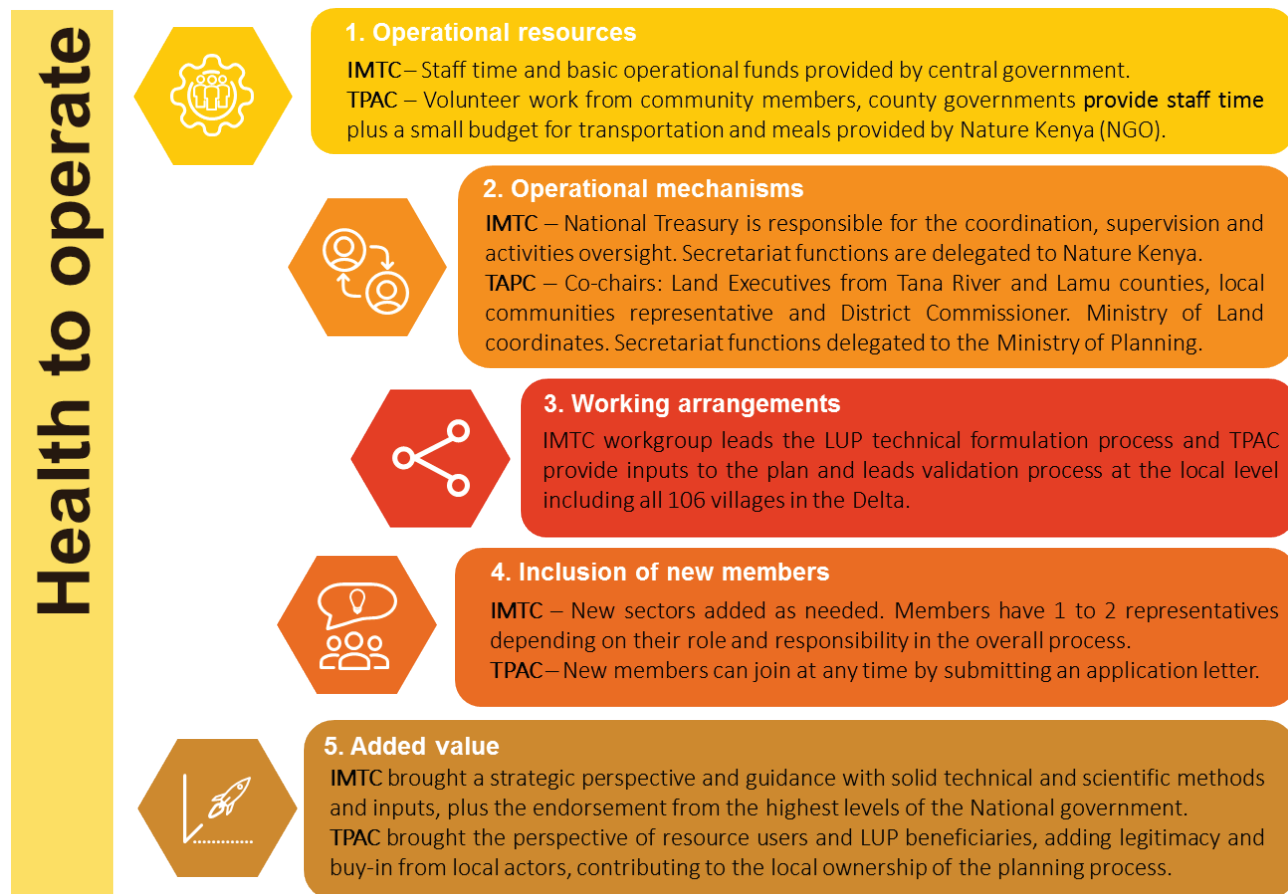 Health to operate
1. Operational resources
IMTC – Staff time and basic operational funds provided by central government.
TPAC – Volunteer work from community members, county governments provide staff time
plus a small budget for transportation and meals provided by Nature Kenya (NGO).
2. Operational mechanisms
IMTC – National Treasury is responsible for the coordination, supervision and
activities oversight. Secretariat functions are delegated to Nature Kenya.
TAPC – Co-chairs: Land Executives from Tana River and Lamu counties, local
communities representative and District Commissioner. Ministry of Land
coordinates. Secretariat functions delegated to the Ministry of Planning.
3. Working arrangements
IMTC workgroup leads the LUP technical formulation process and TPAC
provide inputs to the plan and leads validation process at the local level
including all 106 villages in the Delta.
4. Inclusion of new members
IMTC – New sectors added as needed. Members have 1 to 2 representatives
depending on their role and responsibility in the overall process.
TPAC – New members can join at any time by submitting an application letter.
5. Added value
IMTC brought a strategic perspective and guidance with solid technical and scientific methods
and inputs, plus the endorsement from the highest levels of the National government.
TPAC brought the perspective of resource users and LUP beneficiaries, adding legitimacy and
buy-in from local actors, contributing to the local ownership of the planning process.